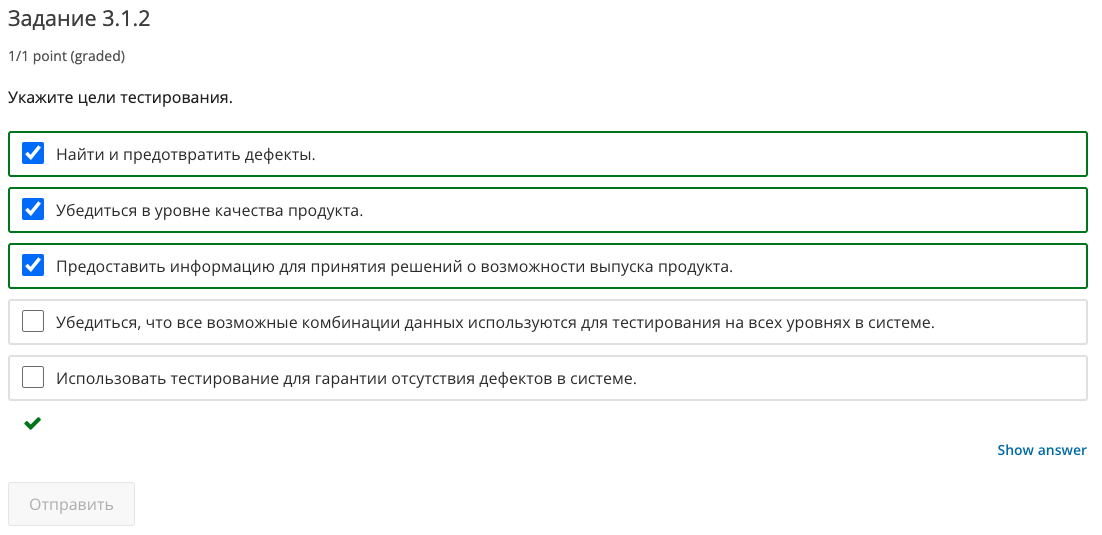 Задание 3.1.2
1/1 point (graded)
Укажите цели тестирования.
Найти и предотвратить дефекты.
Убедиться в уровне качества продукта.
Предоставить информацию для принятия решений о возможности выпуска продукта.
Убедиться, что все возможные комбинации данных используются для тестирования на всех уровнях в системе.
Использовать тестирование для гарантии отсутствия дефектов в системе.
Show answer
Отправить